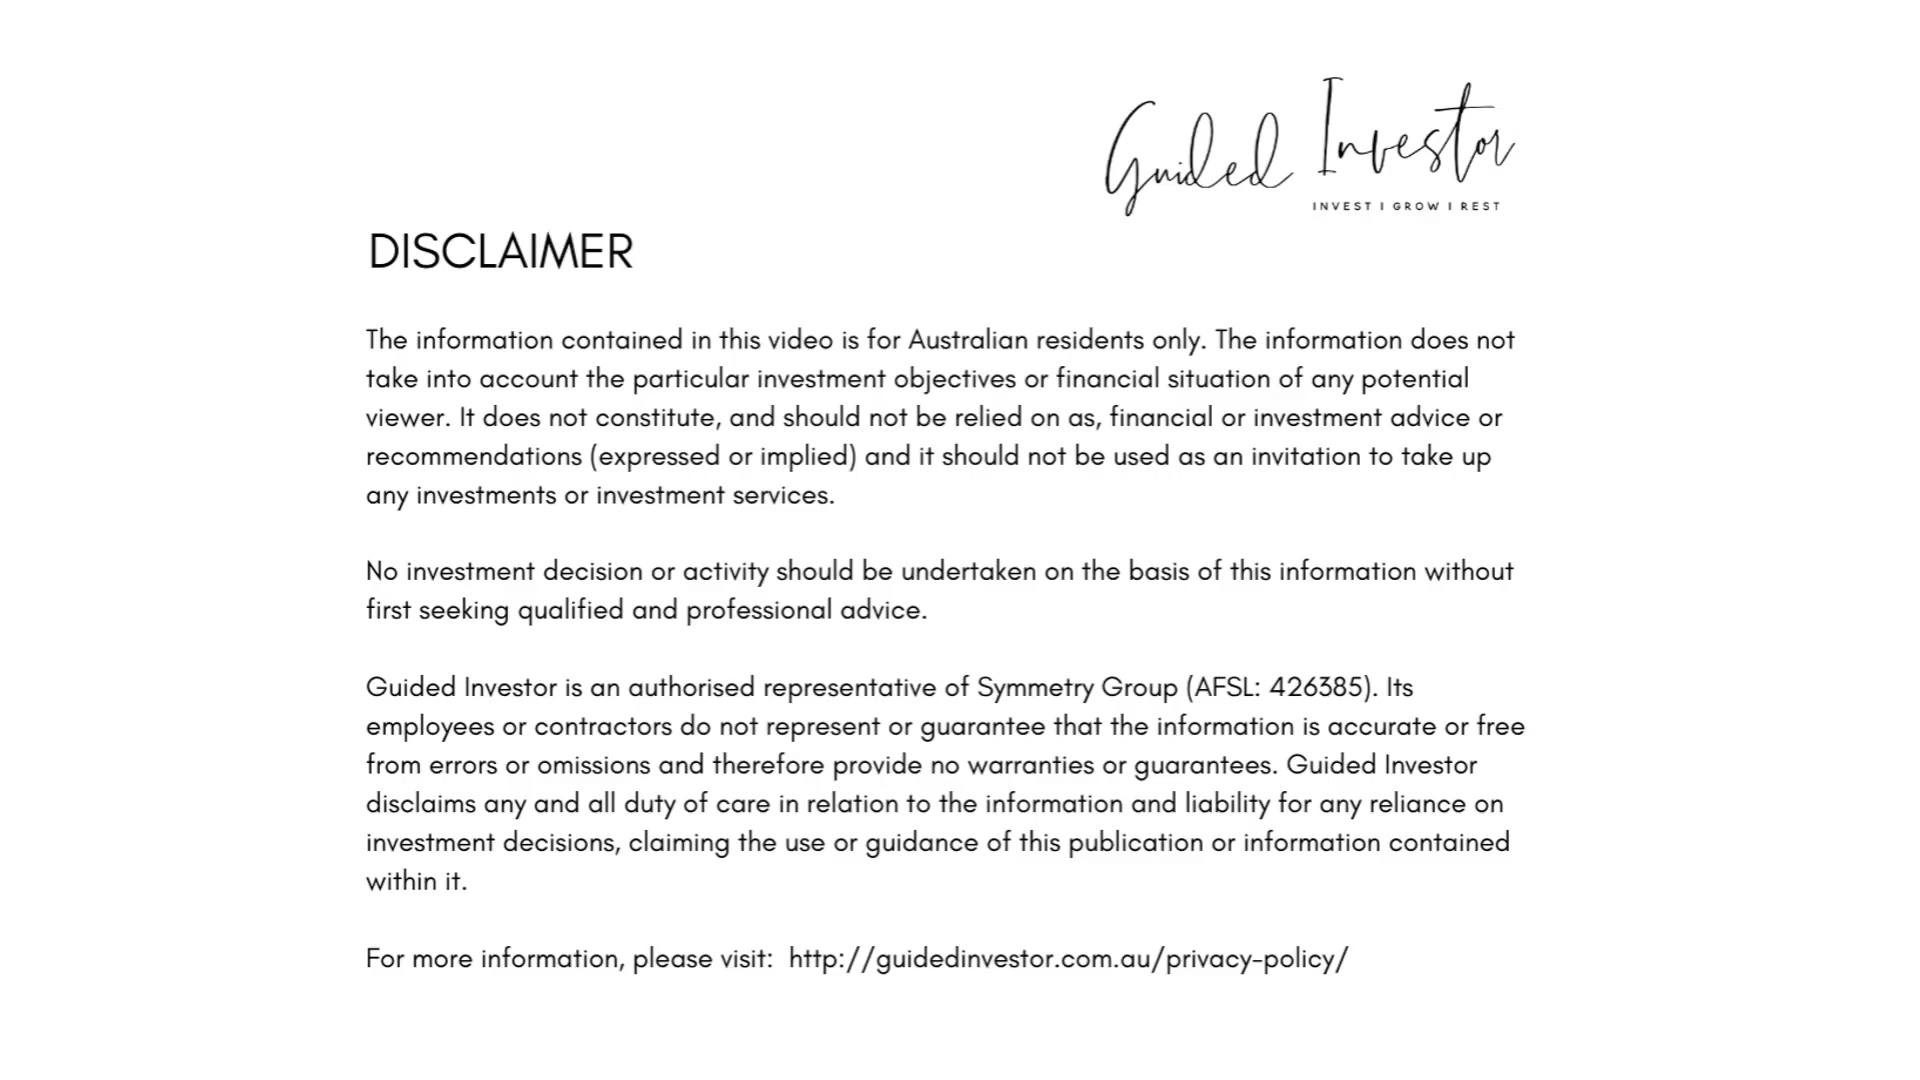 Guided Investor
INVEST I GROW I REST
DISCLAIMER
The information contained in this video is for Australian residents only. The information does not
take into account the particular investment objectives or financial situation of any potential
viewer. It does not constitute, and should not be relied on as, financial or investment advice or
recommendations (expressed or implied) and it should not be used as an invitation to take up
any investments or investment services.
No investment decision or activity should be undertaken on the basis of this information without
first seeking qualified and professional advice.
Guided Investor is an authorised representative of Symmetry Group (AFSL: 426385). Its
employees or contractors do not represent or guarantee that the information is accurate or free
from errors or omissions and therefore provide no warranties or guarantees. Guided Investor
disclaims any and all duty of care in relation to the information and liability for any reliance on
investment decisions, claiming the use or guidance of this publication or information contained
within it.
For more information, please visit:  http://guidedinvestor.com.au/privacy-policy/